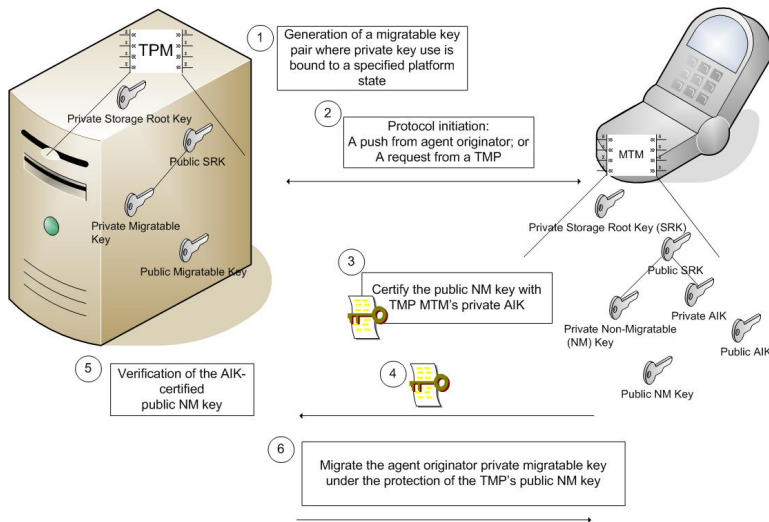 TPM
1
Generation of a migratable key
pair where private key use is
bound to a specified platform
state
Private Storage Root Key
2
Protocol initiation:
A push from agent originator; or
A request from a TMP
Public SRK
MTM
Private Migratable
Key
Public Migratable Key
Private Storage Root Key (SRK)
Public SRK
3
Certify the public NM key with
TMP MTM's private AIK
Private AIK
Private Non-Migratable
(NM) Key
Public AIK
5
Verification of the AIK-
certified
public NM key
4
Public NM Key
6
Migrate the agent originator private migratable key
under the protection of the TMP's public NM key